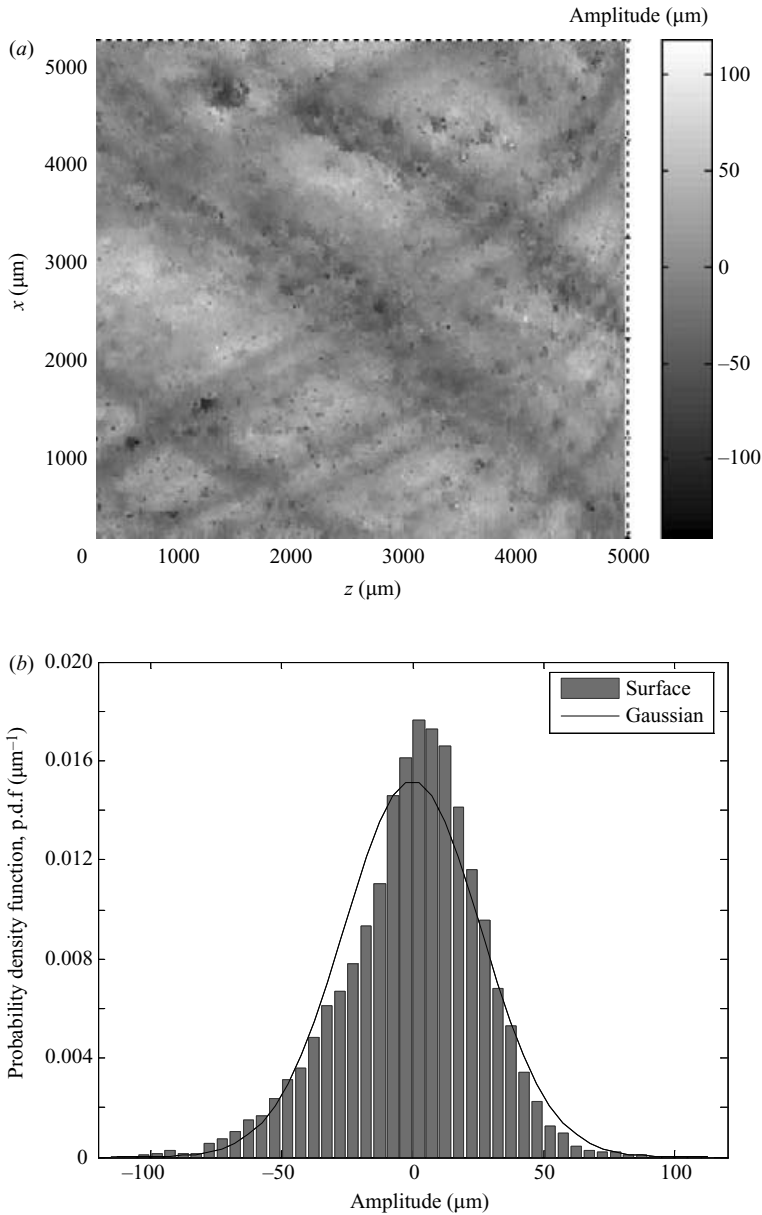 Amplitude (μm)
(a)
5000
4000
3000
2000
1000
x (μm)
0 1000 2000 3000 4000 5000
z (μm)
100
50
0
–50
–100
(b)
0.020
0.016
0.012
0.008
0.004
0
Probability density function, p.d.f (μm⁻¹)
Surface
Gaussian
–100 –50 0 50 100
Amplitude (μm)